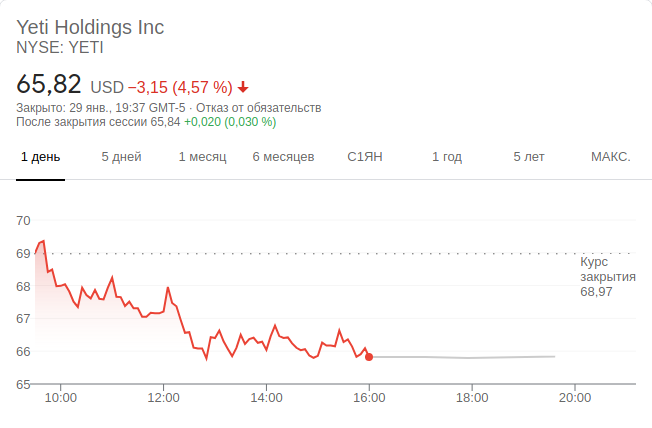 Yeti Holdings Inc
NYSE: YETI
65,82 USD −3,15 (4,57 %)
Закрыто: 29 янв., 19:37 GMT-5 · Отказ от обязательств
После закрытия сессии 65,84 +0,020 (0,030 %)
1 день 5 дней 1 месяц 6 месяцев С1ЯН 1 год 5 лет МАКС.
70
69
Курс
закрытия
68,97
68
67
66
65
10:00 12:00 14:00 16:00 18:00 20:00